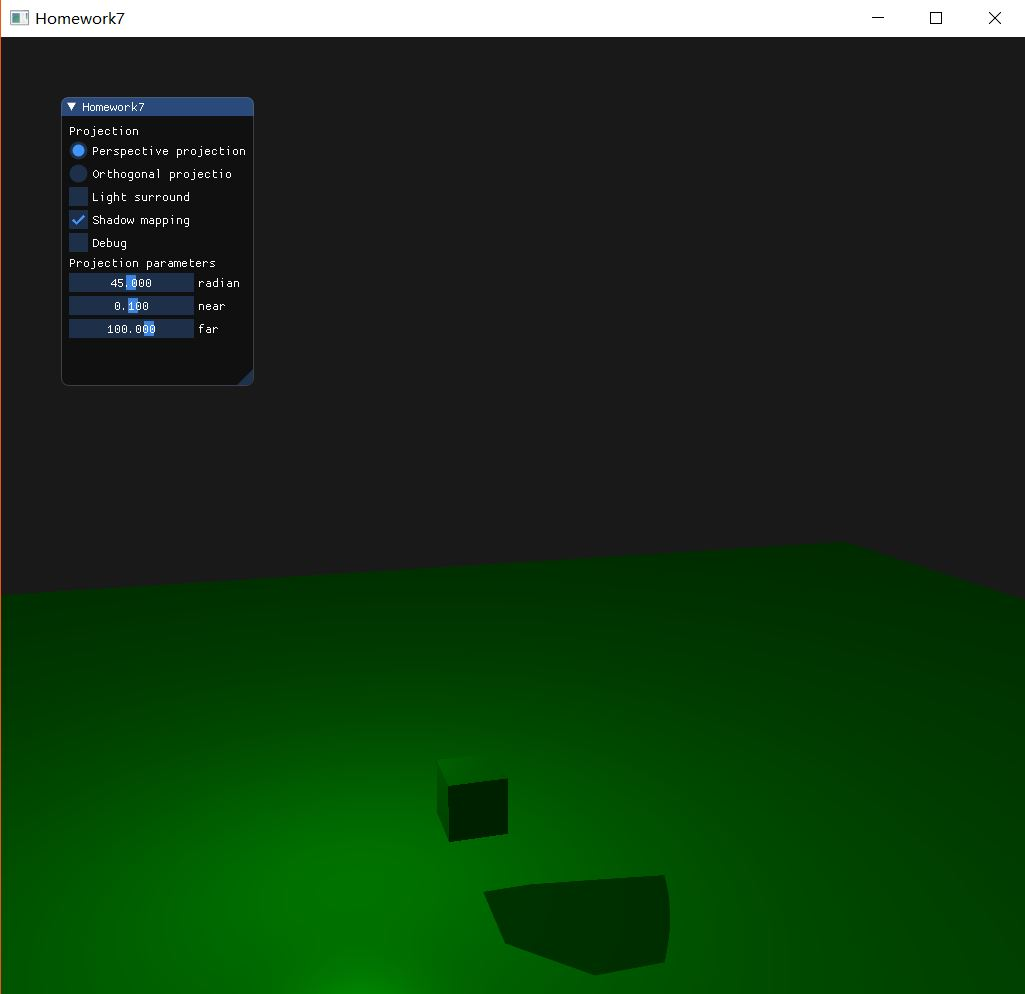 Homework7
Homework7
Projection
Perspective projection
Orthogonal projectio
Light surround
Shadow mapping
Debug
Projection parameters
45.000 radian
0.100 near
100.000 far